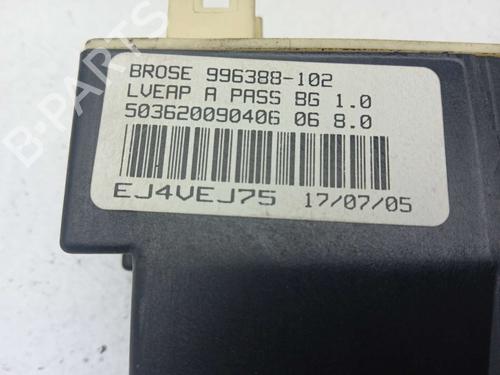 BROSE 996388-102
LVEAP A PASS BG 1.0
503620090406 06 8.0
EJ4VEJ75 17/07/05
B-PARTS